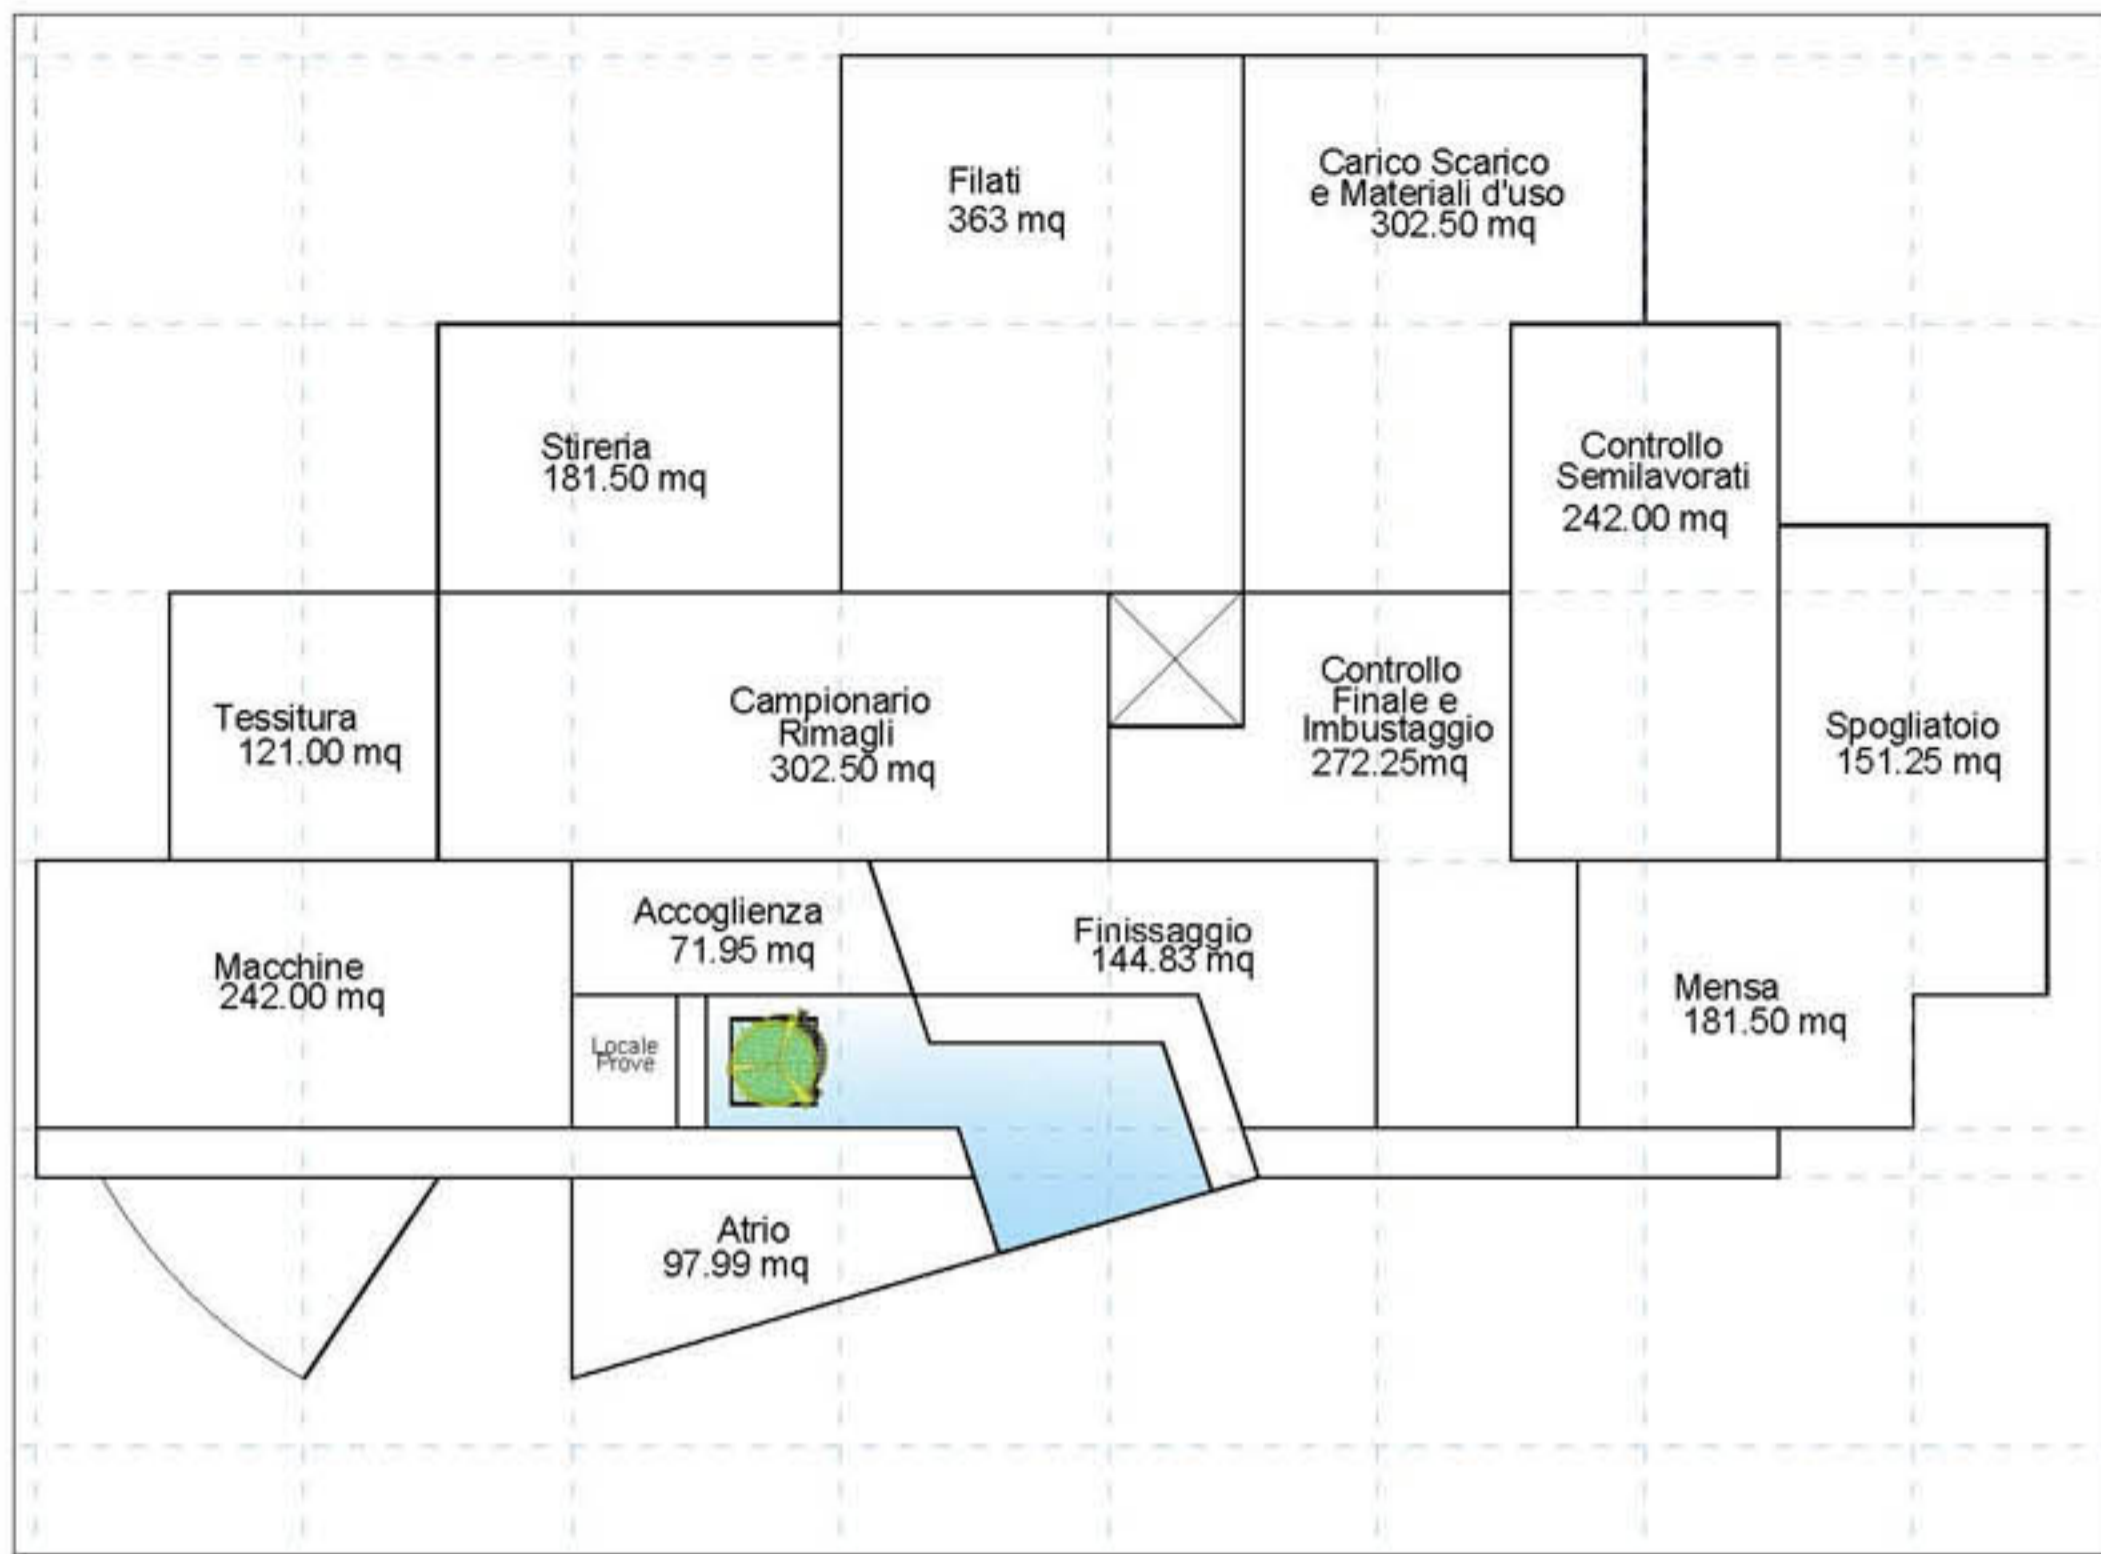 Filati
363 mq
Carico Scarico
e Materiali d'uso
302.50 mq
Stireria
181.50 mq
Controllo
Semilavorati
242.00 mq
Tessitura
121.00 mq
Campionario
Rimagli
302.50 mq
Controllo
Finale e
Imbustaggio
272.25mq
Spogliatoio
151.25 mq
Macchine
242.00 mq
Accoglienza
71.95 mq
Finissaggio
144.83 mq
Mensa
181.50 mq
Locale
Prove
Atrio
97.99 mq